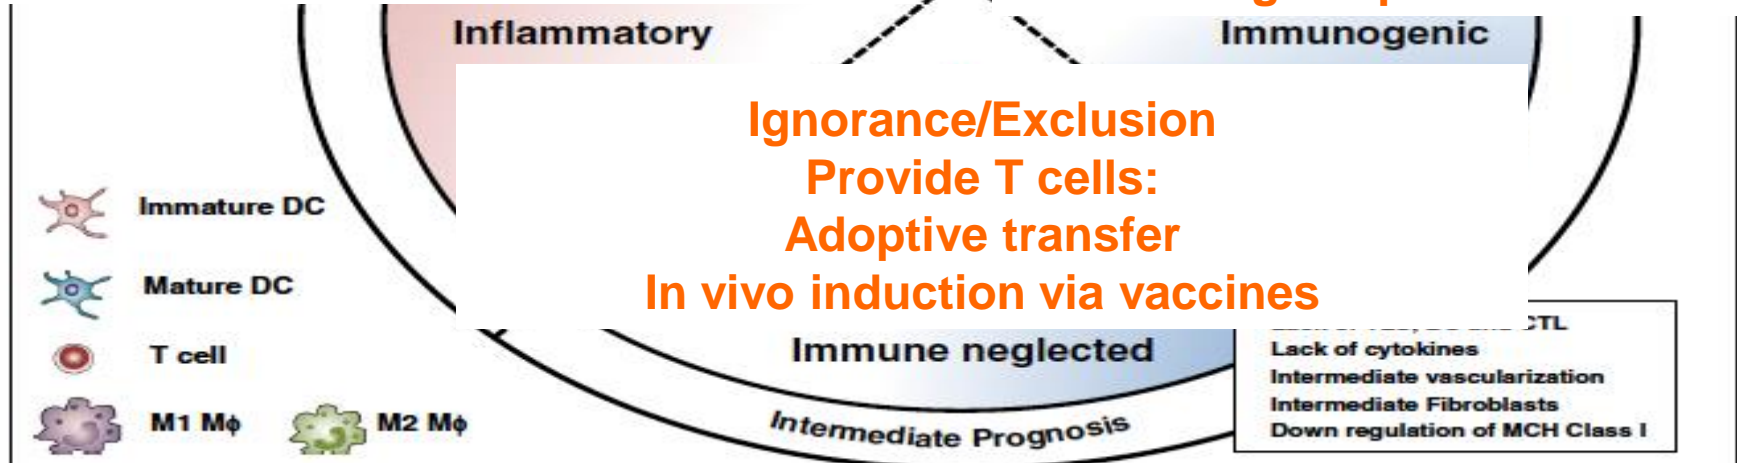 Inflammatory
Immunogenic
Ignorance/Exclusion
Provide T cells:
Adoptive transfer
In vivo induction via vaccines
Immature DC
Mature DC
T cell
M1 Mϕ
M2 Mϕ
Immune neglected
Intermediate Prognosis
CTL
Lack of cytokines
Intermediate vascularization
Intermediate Fibroblasts
Down regulation of MCH Class I